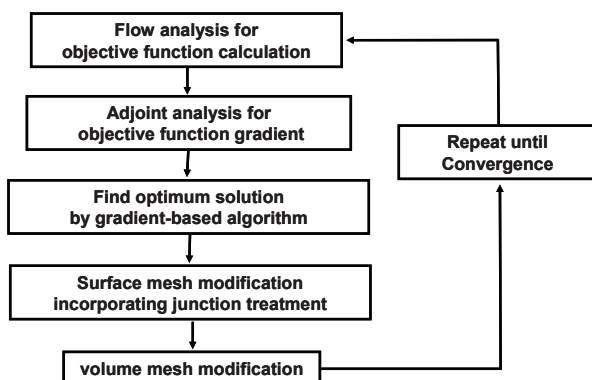 Flow analysis for
objective function calculation
Adjoint analysis for
objective function gradient
Repeat until
Convergence
Find optimum solution
by gradient-based algorithm
Surface mesh modification
incorporating junction treatment
volume mesh modification